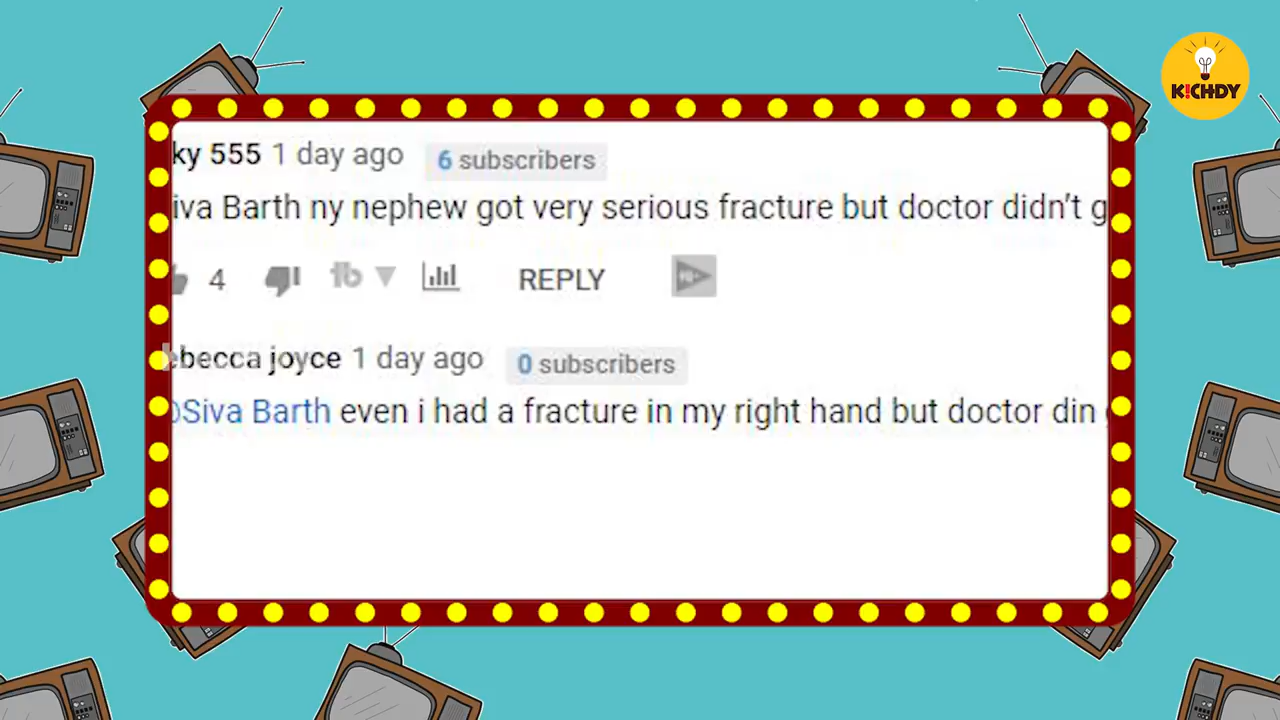 K!CHDY
ky 555 1 day ago 6 subscribers
iva Barth ny nephew got very serious fracture but doctor didn't g
4 REPLY
ebecca joyce 1 day ago 0 subscribers
@Siva Barth even i had a fracture in my right hand but doctor din